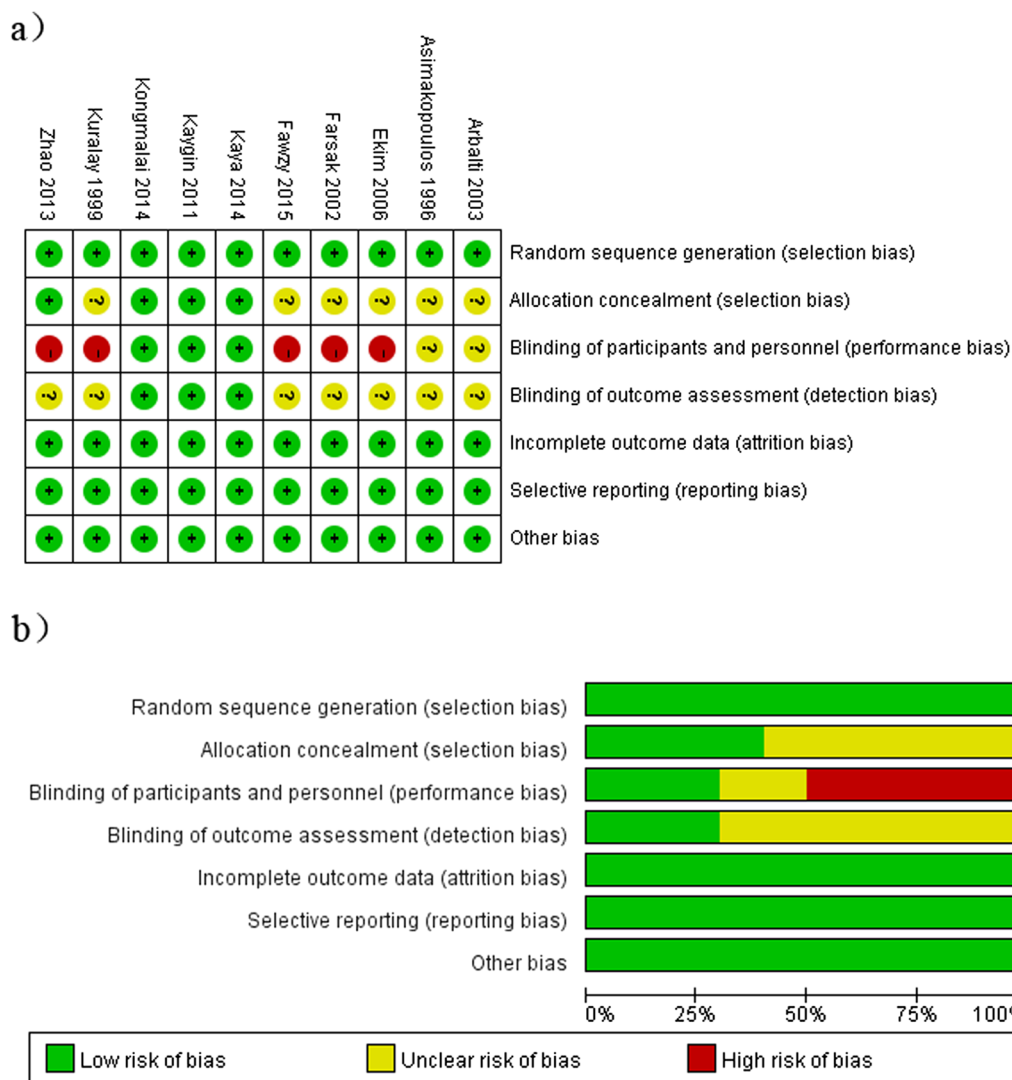 a）
Zhao 2013
Kuralay 1999
Kongmalai 2014
Kaygin 2011
Kaya 2014
Fawzy 2015
Farsak 2002
Ekim 2006
Asimakopoulos 1996
Arbalti 2003
+ + + + + + + + + + Random sequence generation (selection bias)
+ ? + + + ? ? ? ? ? Allocation concealment (selection bias)
- - + + + - - - ? ? Blinding of participants and personnel (performance bias)
? ? + + + ? ? ? ? ? Blinding of outcome assessment (detection bias)
+ + + + + + + + + + Incomplete outcome data (attrition bias)
+ + + + + + + + + + Selective reporting (reporting bias)
+ + + + + + + + + + Other bias
b）
Random sequence generation (selection bias)
Allocation concealment (selection bias)
Blinding of participants and personnel (performance bias)
Blinding of outcome assessment (detection bias)
Incomplete outcome data (attrition bias)
Selective reporting (reporting bias)
Other bias
0% 25% 50% 75% 100%
Low risk of bias Unclear risk of bias High risk of bias